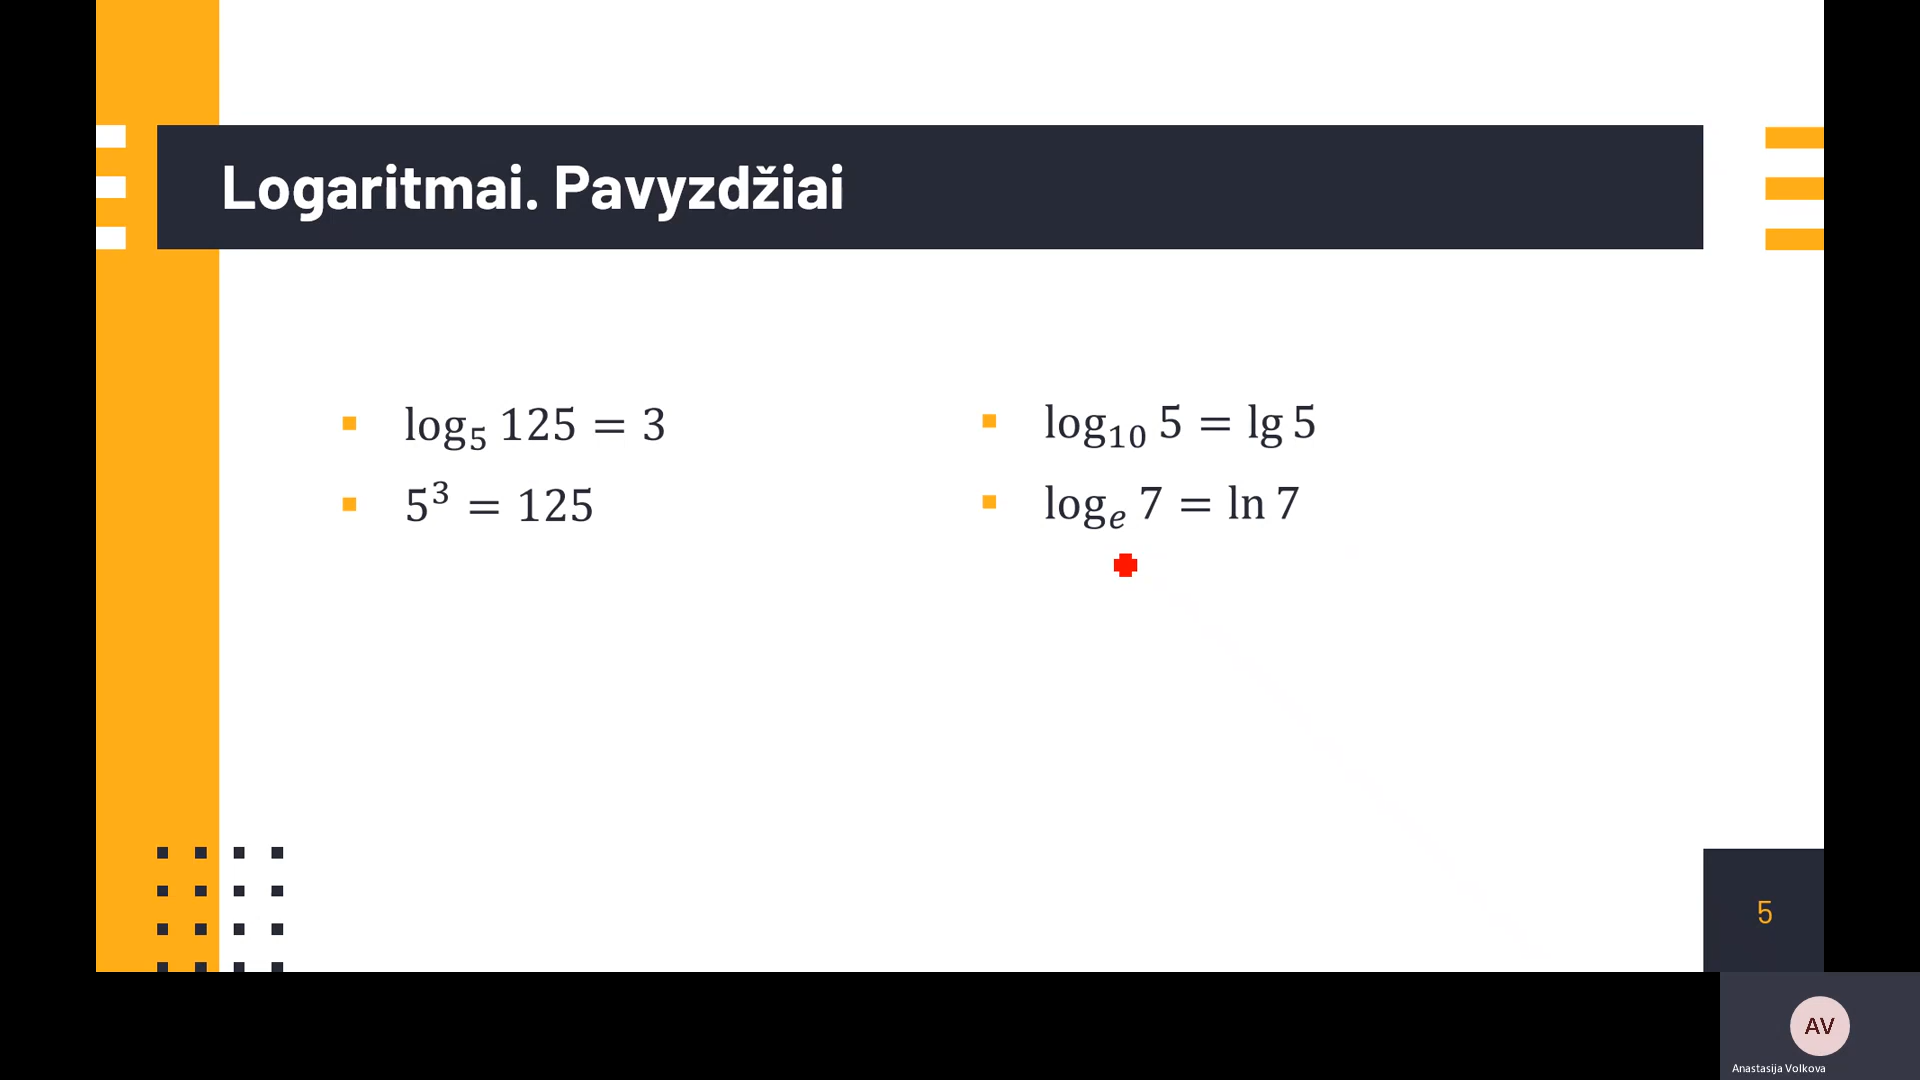 Logaritmai. Pavyzdžiai
▪ log₅ 125 = 3
▪ 5³ = 125
▪ log₁₀ 5 = lg 5
▪ logₑ 7 = ln 7
5
AV
Anastasija Volkova